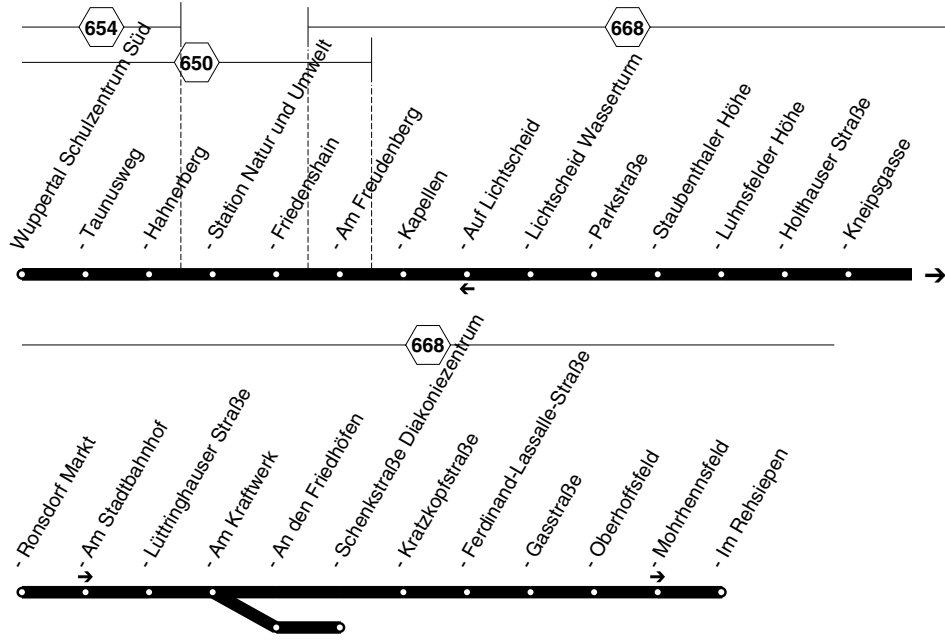 654
668
650
Wuppertal Schulzentrum Süd
- Taunusweg
- Hahnerberg
- Station Natur und Umwelt
- Friedenshain
- Am Freudenberg
- Kapellen
- Auf Lichtscheid
- Lichtscheid Wasserturm
- Parkstraße
- Staubenthaler Höhe
- Luhnsfelder Höhe
- Holthauser Straße
- Kneipsgasse
668
- Ronsdorf Markt
- Am Stadtbahnhof
- Lüttringhauser Straße
- Am Kraftwerk
- An den Friedhöfen
- Schenkstraße Diakoniezentrum
- Kratzkopfstraße
- Ferdinand-Lassalle-Straße
- Gasstraße
- Oberhoffsfeld
- Mohrhennsfeld
- Im Rehsiepen